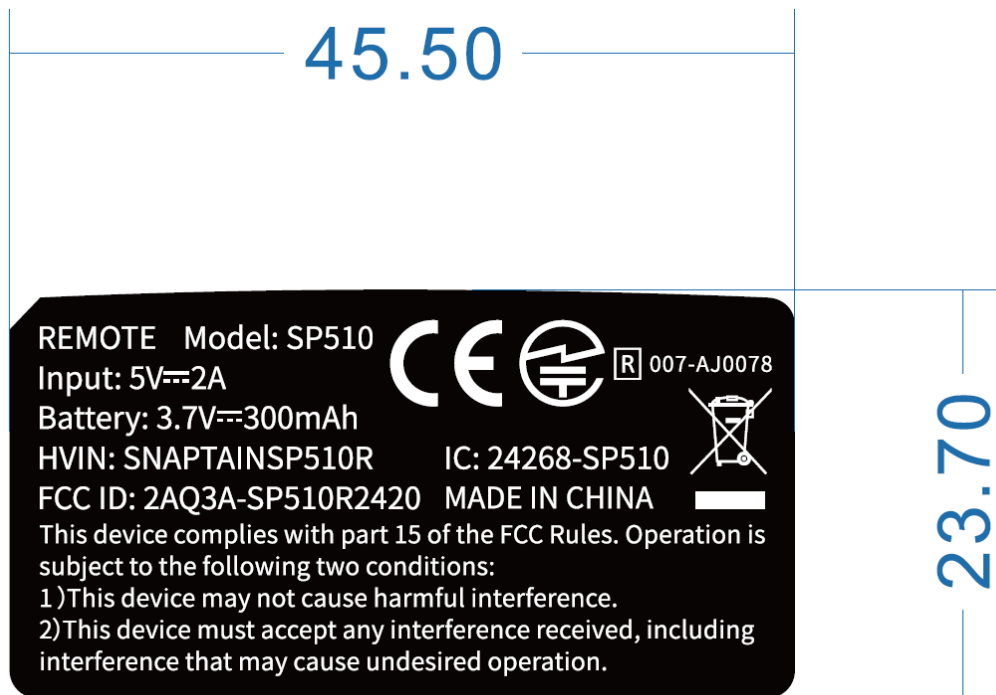 45.50
REMOTE Model: SP510
Input: 5V⎓2A
Battery: 3.7V⎓300mAh
CE
R 007-AJ0078
HVIN: SNAPTAINSP510R IC: 24268-SP510
FCC ID: 2AQ3A-SP510R2420 MADE IN CHINA
This device complies with part 15 of the FCC Rules. Operation is
subject to the following two conditions:
1)This device may not cause harmful interference.
2)This device must accept any interference received, including
interference that may cause undesired operation.
23.70